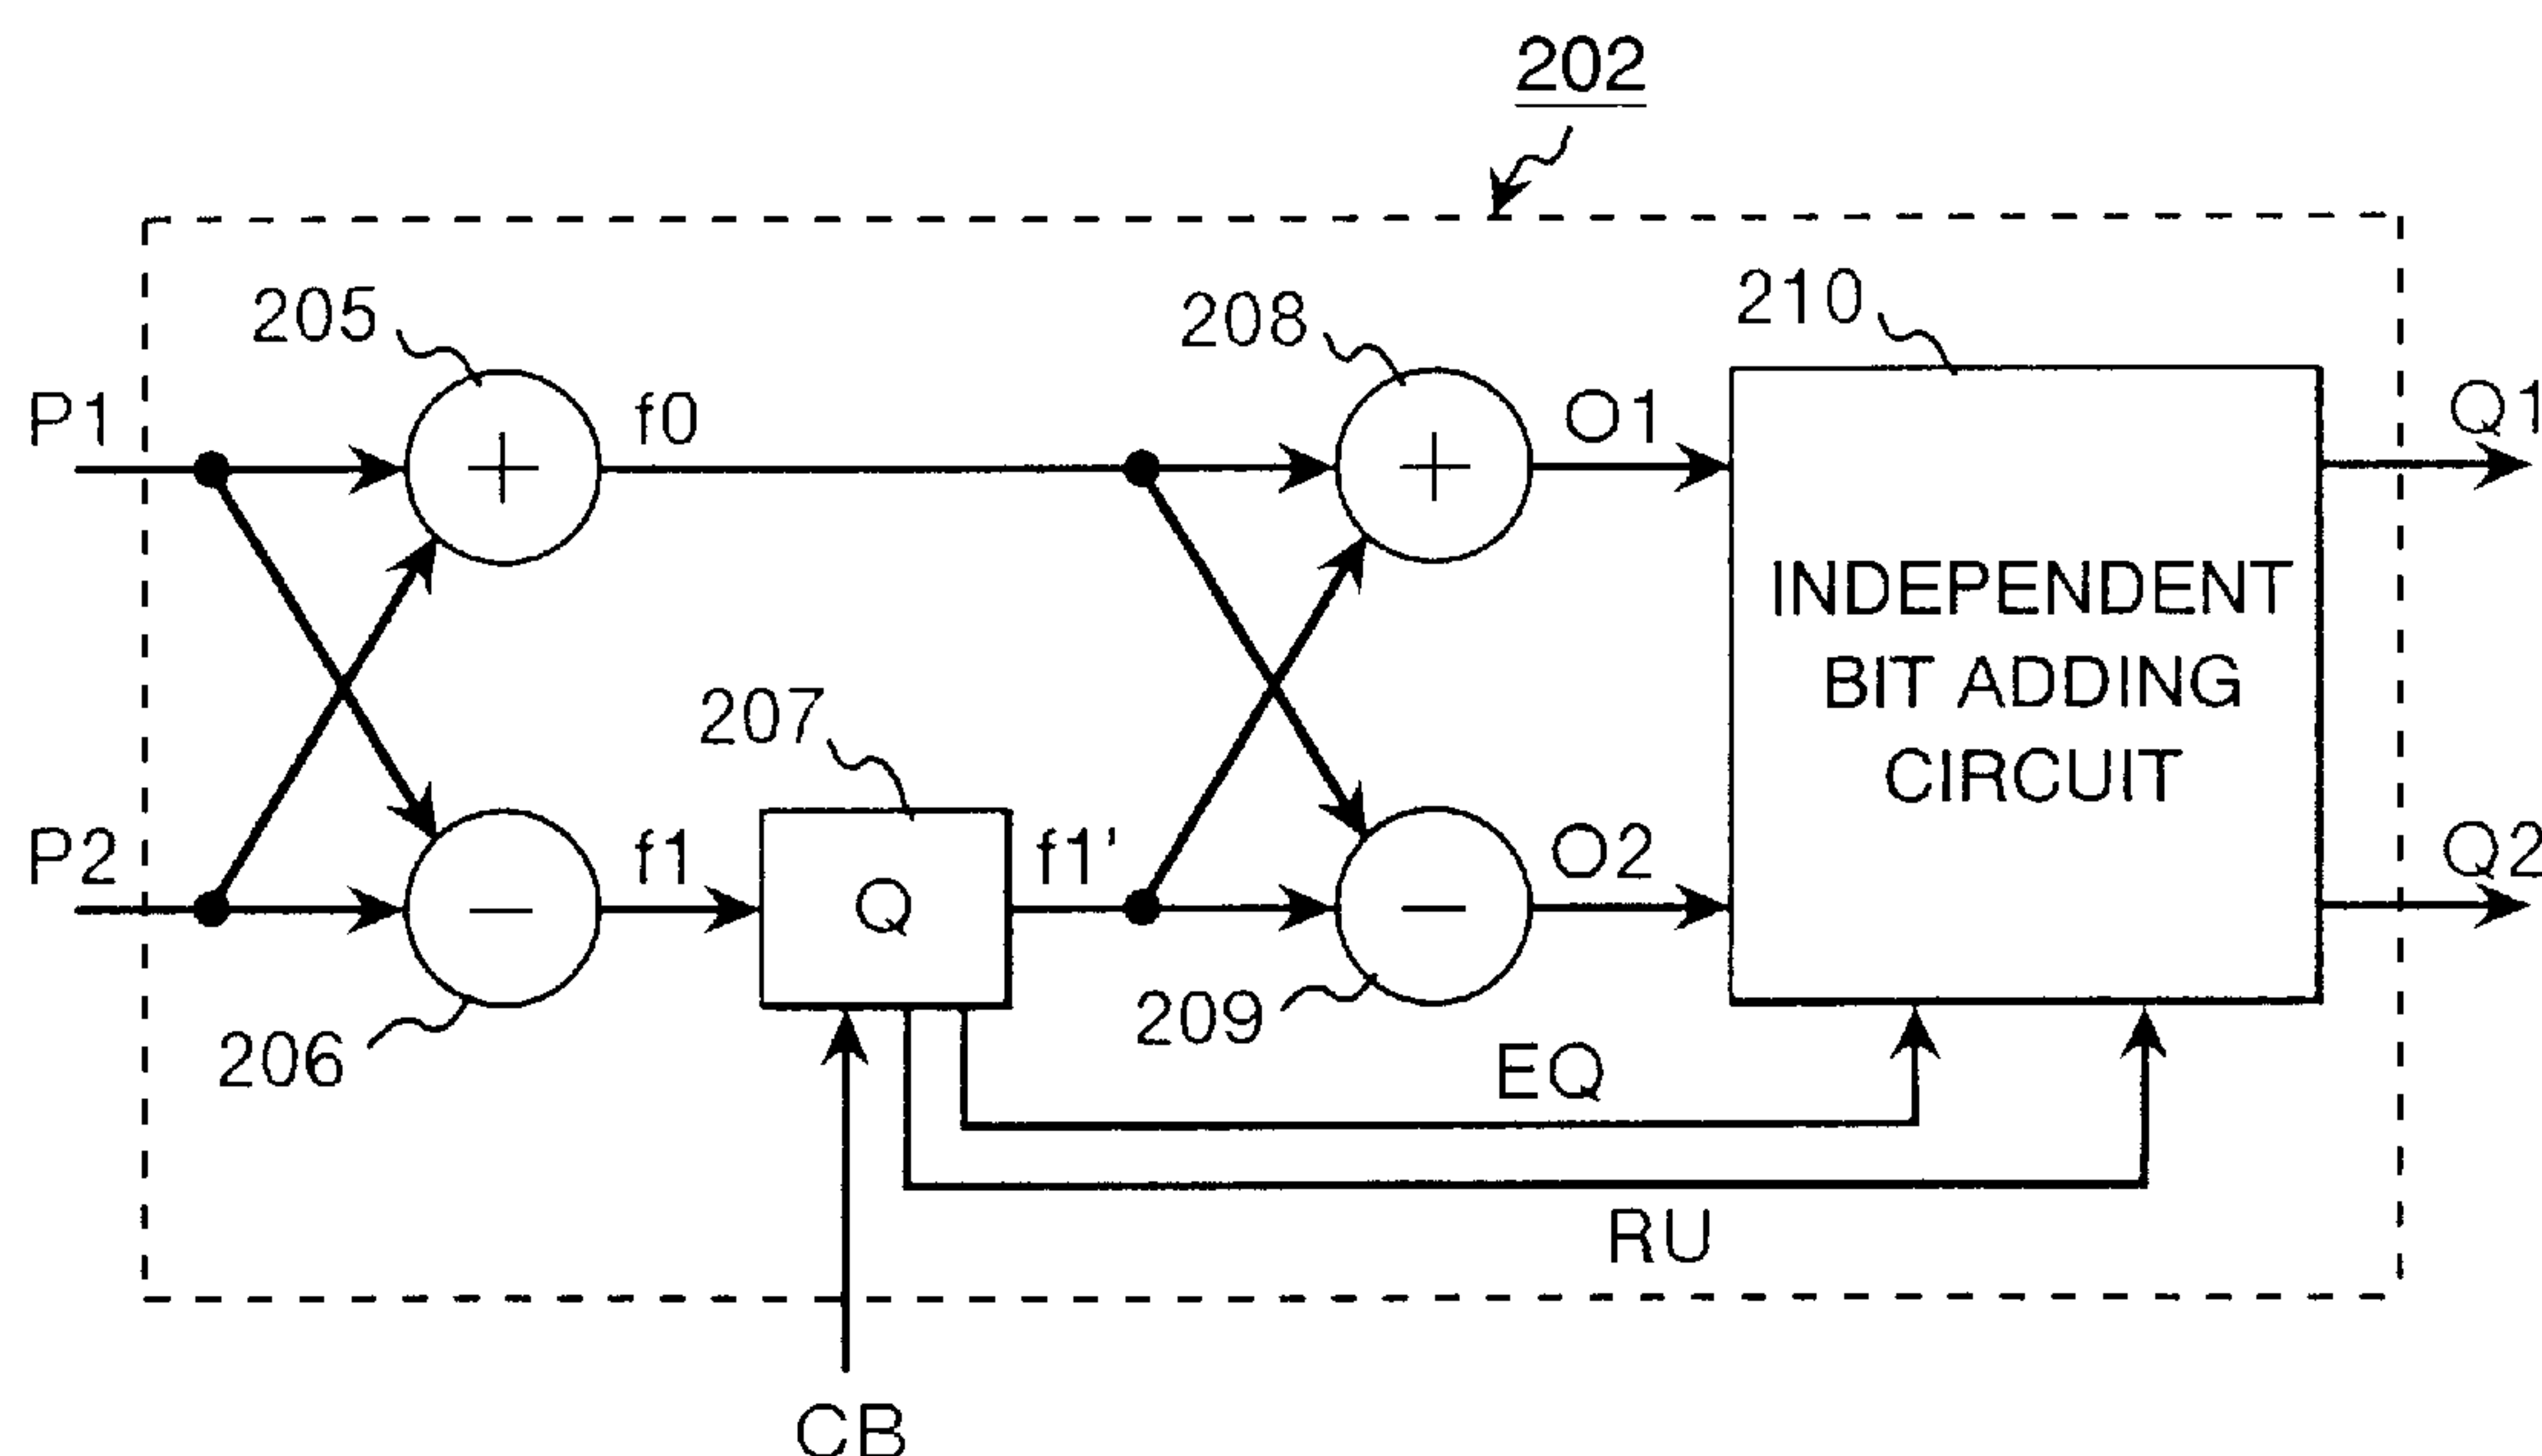 202
205
208
210
P1
f0
O1
Q1
+
+
INDEPENDENT
BIT ADDING
CIRCUIT
207
P2
f1
Q
f1'
O2
Q2
−
−
206
209
EQ
RU
CB